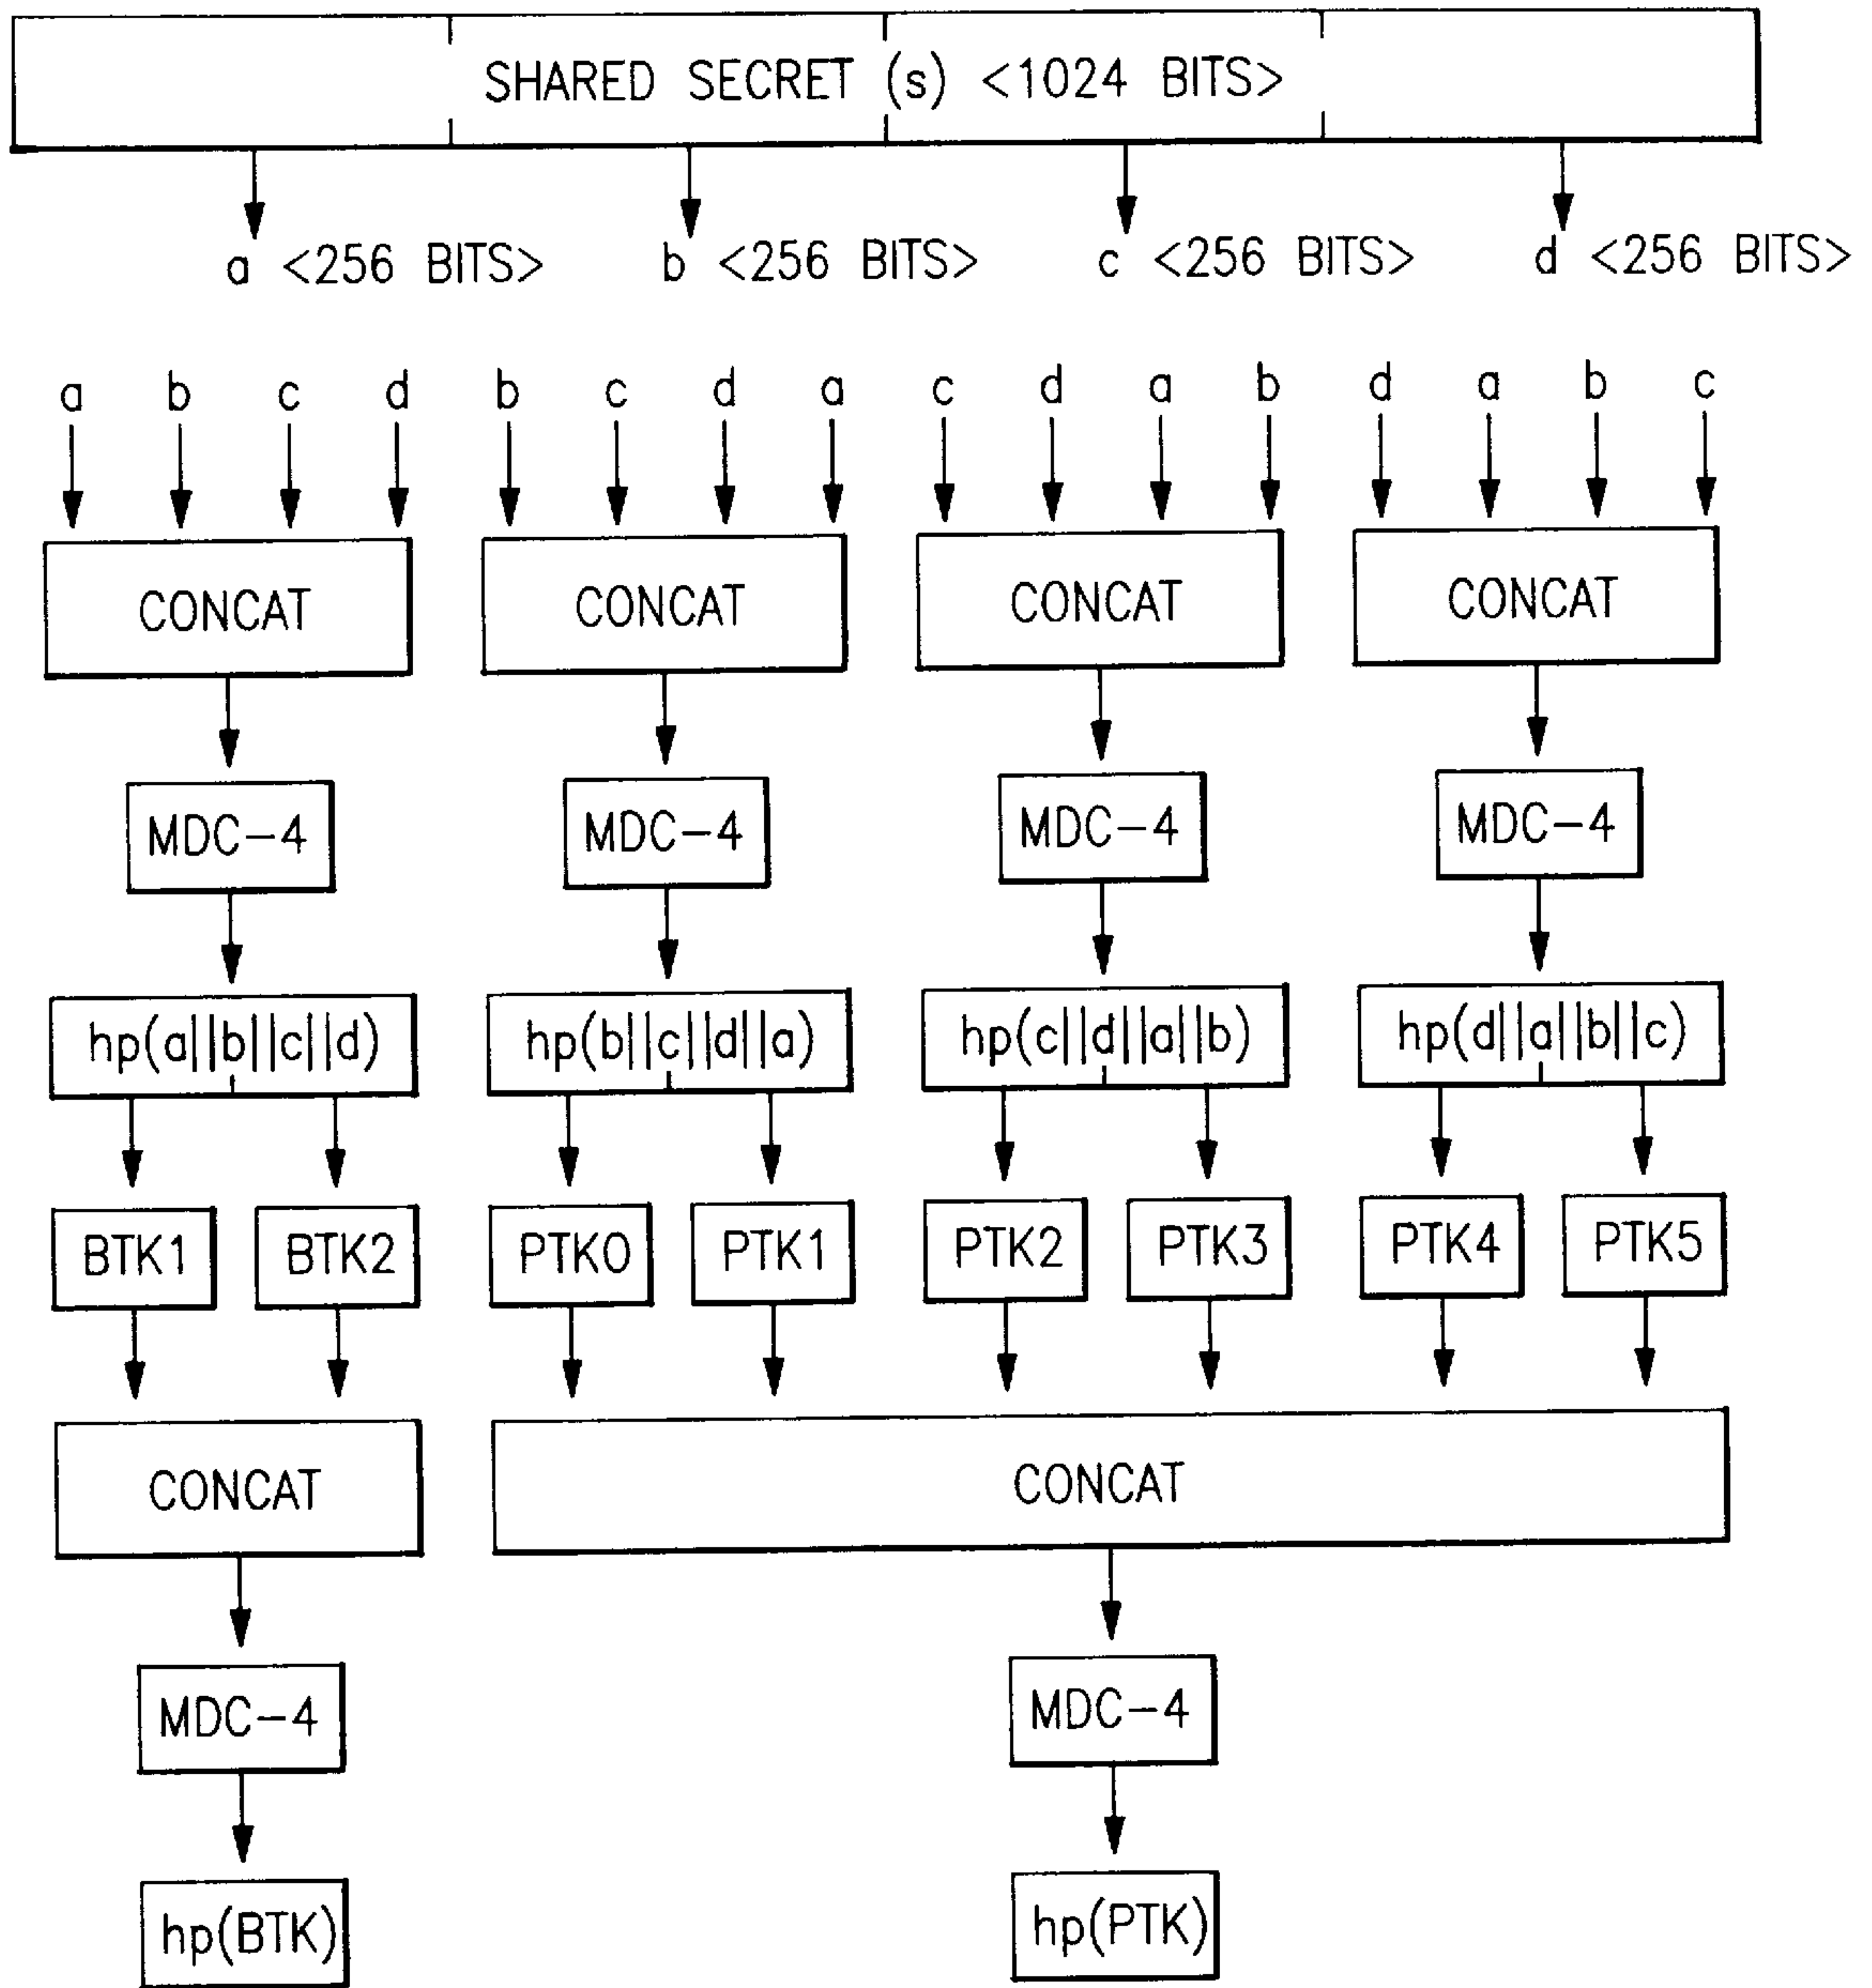 SHARED SECRET (s) <1024 BITS>
a <256 BITS> b <256 BITS> c <256 BITS> d <256 BITS>
a b c d b c d a c d a b d a b c
CONCAT CONCAT CONCAT CONCAT
MDC-4 MDC-4 MDC-4 MDC-4
hp(a||b||c||d) hp(b||c||d||a) hp(c||d||a||b) hp(d||a||b||c)
BTK1 BTK2 PTK0 PTK1 PTK2 PTK3 PTK4 PTK5
CONCAT CONCAT
MDC-4 MDC-4
hp(BTK) hp(PTK)